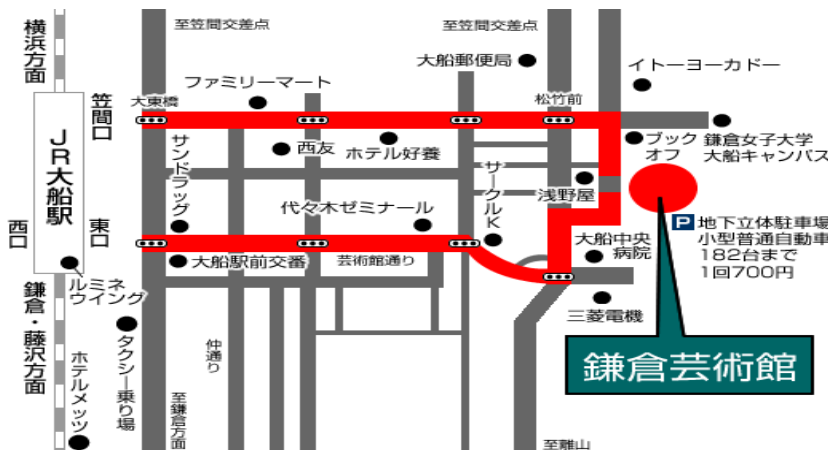 横浜方面
至笠間交差点
至笠間交差点
大船郵便局
イトーヨーカドー
ファミリーマート
笠間口
大東橋
松竹前
JR大船駅
サンドラッグ
西友
ホテル好養
サークルK
ブック
オフ
鎌倉女子大学
大船キャンパス
浅野屋
代々木ゼミナール
西口
東口
P 地下立体駐車場
小型普通自動車
182台まで
1回700円
大船中央
病院
大船駅前交番
芸術館通り
ルミネ
ウイング
鎌倉・藤沢方面
三菱電機
タクシー乗り場
仲通り
鎌倉芸術館
ホテルメッツ
至鎌倉方面
至離山